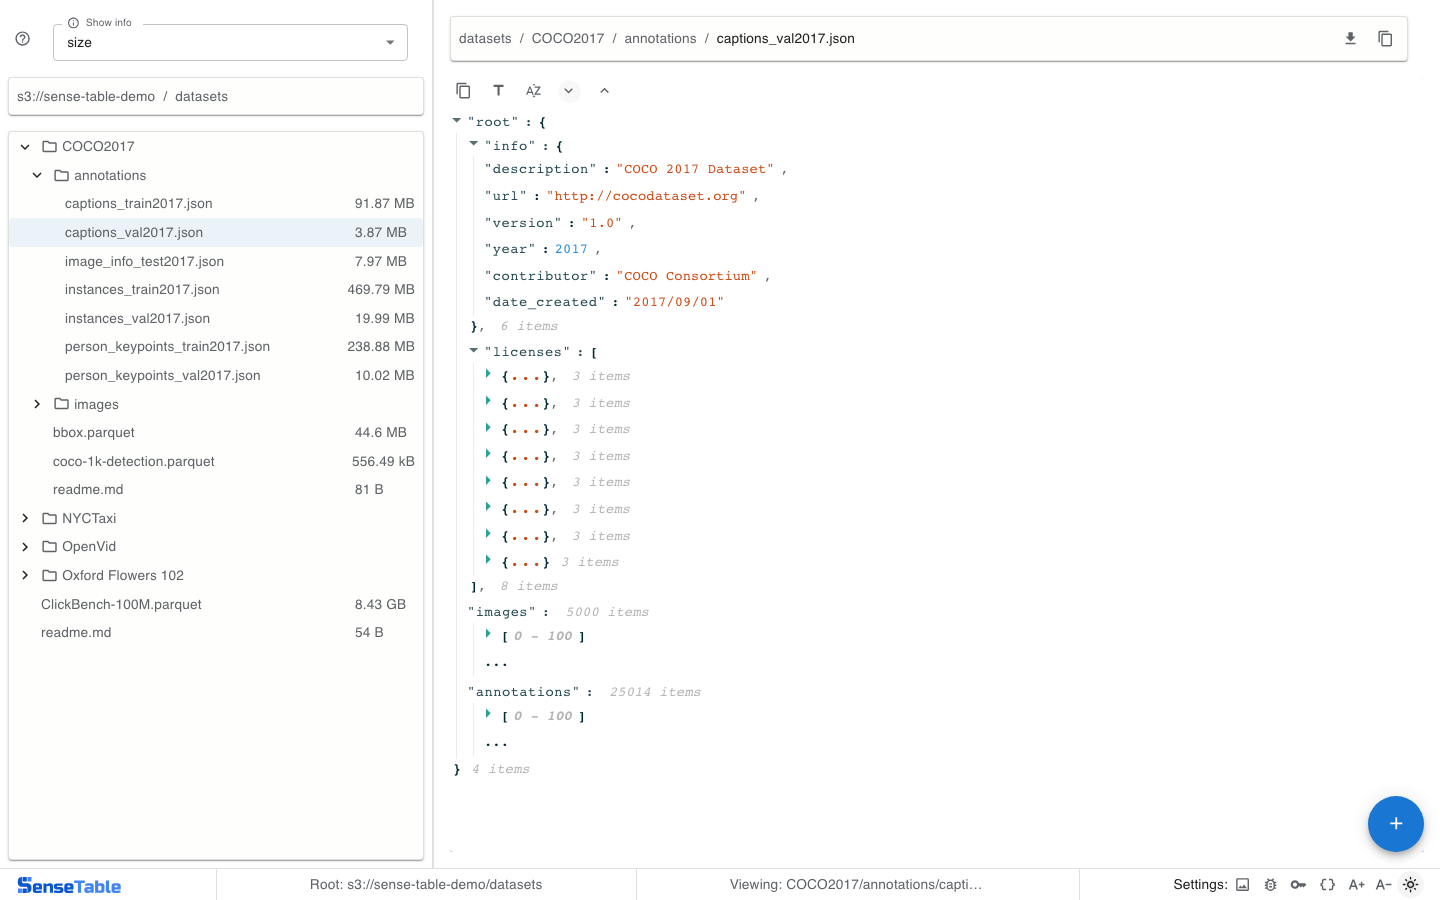 Show info
size
s3://sense-table-demo / datasets
COCO2017
annotations
captions_train2017.json 91.87 MB
captions_val2017.json 3.87 MB
image_info_test2017.json 7.97 MB
instances_train2017.json 469.79 MB
instances_val2017.json 19.99 MB
person_keypoints_train2017.json 238.88 MB
person_keypoints_val2017.json 10.02 MB
images
bbox.parquet 44.6 MB
coco-1k-detection.parquet 556.49 kB
readme.md 81 B
NYCTaxi
OpenVid
Oxford Flowers 102
ClickBench-100M.parquet 8.43 GB
readme.md 54 B
datasets / COCO2017 / annotations / captions_val2017.json
T AZ
"root" : {
"info" : {
"description" : "COCO 2017 Dataset" ,
"url" : "http://cocodataset.org" ,
"version" : "1.0" ,
"year" : 2017 ,
"contributor" : "COCO Consortium" ,
"date_created" : "2017/09/01"
}, 6 items
"licenses" : [
{...}, 3 items
{...}, 3 items
{...}, 3 items
{...}, 3 items
{...}, 3 items
{...}, 3 items
{...}, 3 items
{...} 3 items
], 8 items
"images" : 5000 items
[ 0 - 100 ]
...
"annotations" : 25014 items
[ 0 - 100 ]
...
} 4 items
+
SenseTable
Root: s3://sense-table-demo/datasets
Viewing: COCO2017/annotations/capti…
Settings: A+ A-